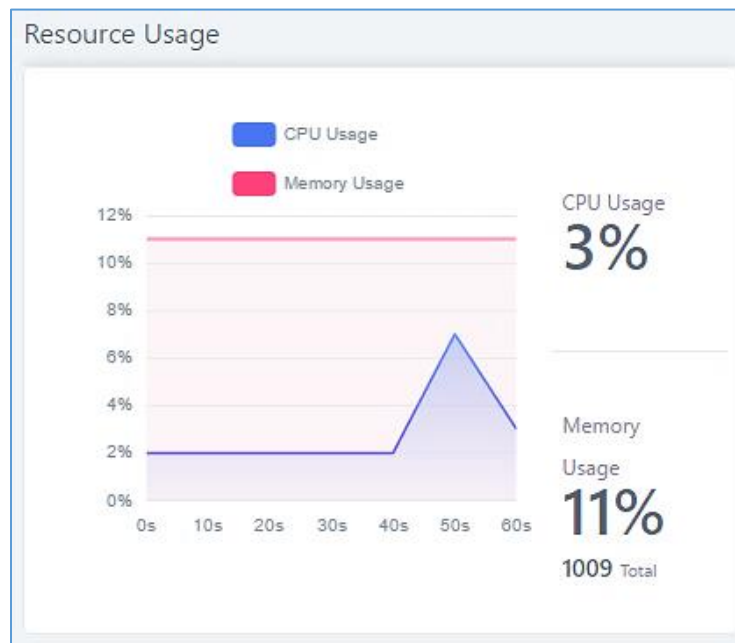 Resource Usage
CPU Usage
Memory Usage
12%
10%
8%
6%
4%
2%
0%
0s 10s 20s 30s 40s 50s 60s
CPU Usage
3%
Memory
Usage
11%
1009 Total